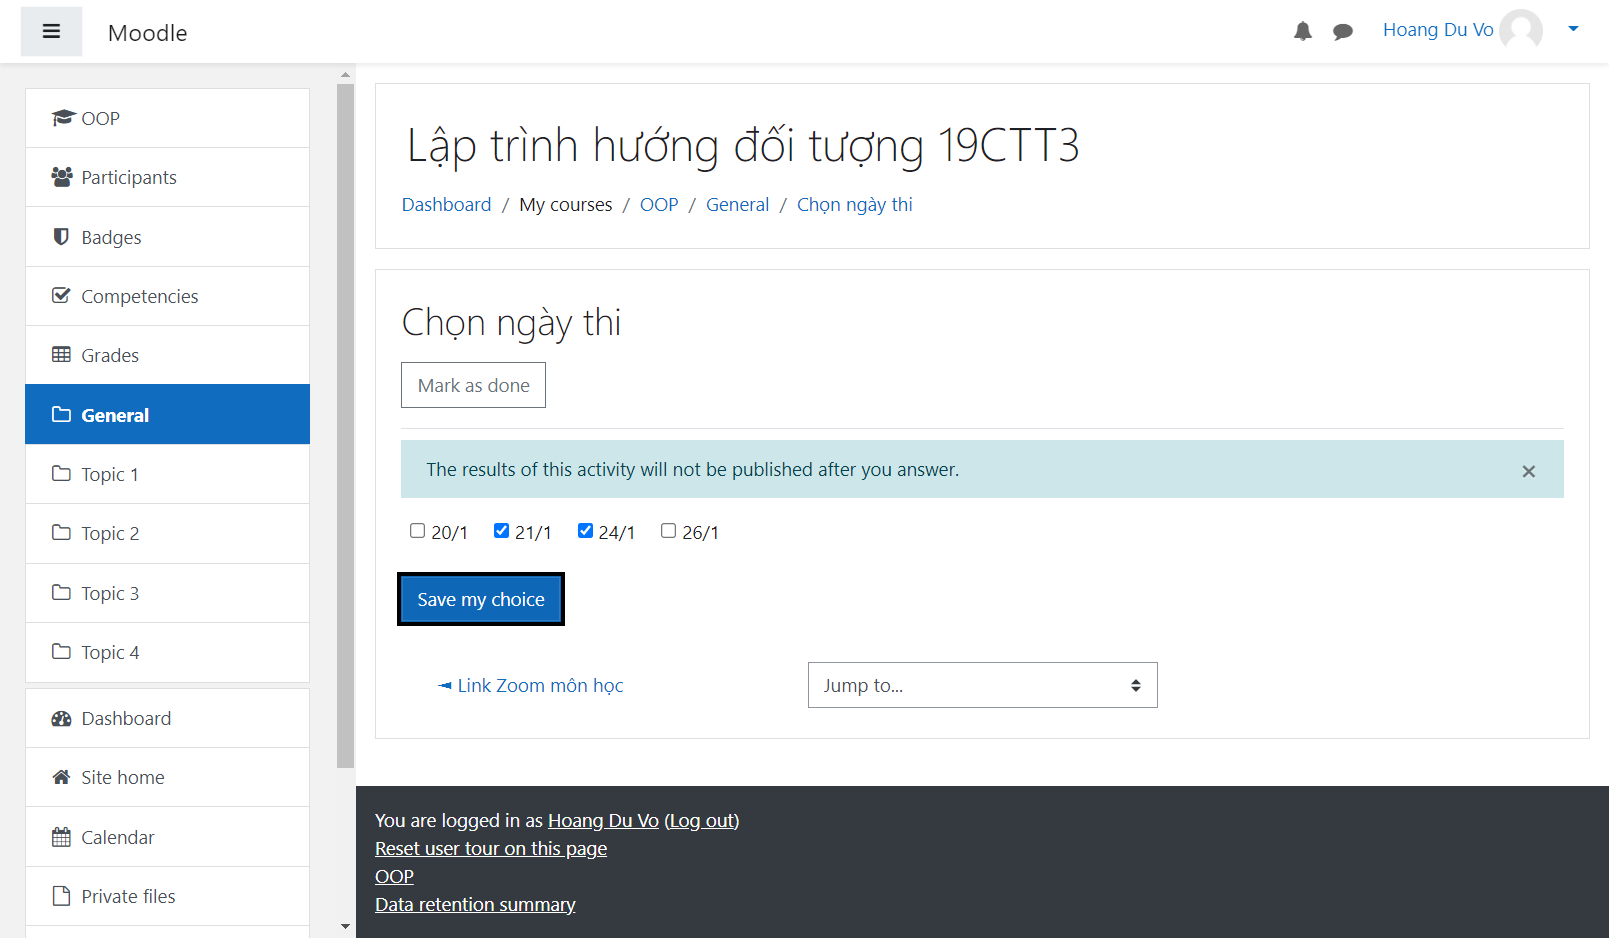 Moodle
Hoang Du Vo
OOP
Participants
Badges
Competencies
Grades
General
Topic 1
Topic 2
Topic 3
Topic 4
Dashboard
Site home
Calendar
Private files
Lập trình hướng đối tượng 19CTT3
Dashboard / My courses / OOP / General / Chọn ngày thi
Chọn ngày thi
Mark as done
The results of this activity will not be published after you answer. ×
20/1 21/1 24/1 26/1
Save my choice
◄ Link Zoom môn học
Jump to...
You are logged in as Hoang Du Vo (Log out)
Reset user tour on this page
OOP
Data retention summary